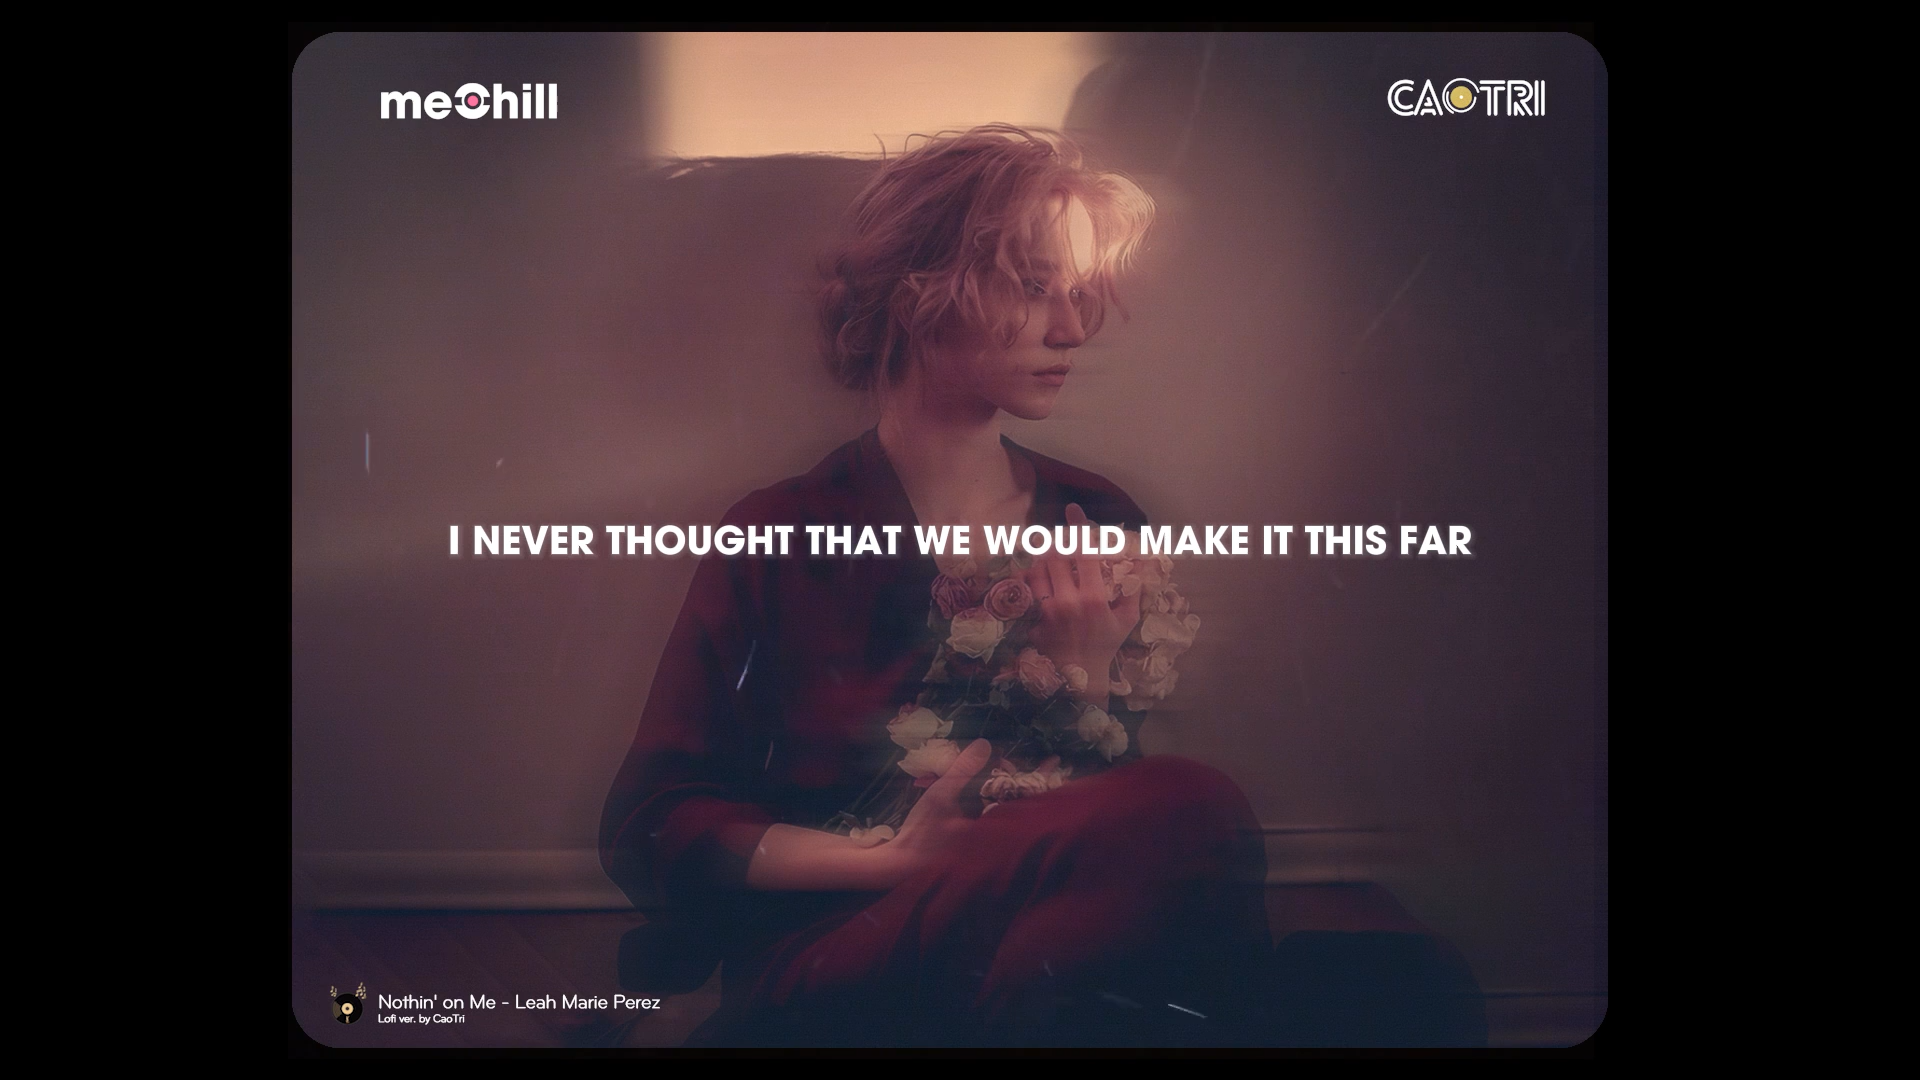 meChill
CAOTRI
I NEVER THOUGHT THAT WE WOULD MAKE IT THIS FAR
Nothin' on Me - Leah Marie Perez
Lofi ver. by CaoTri